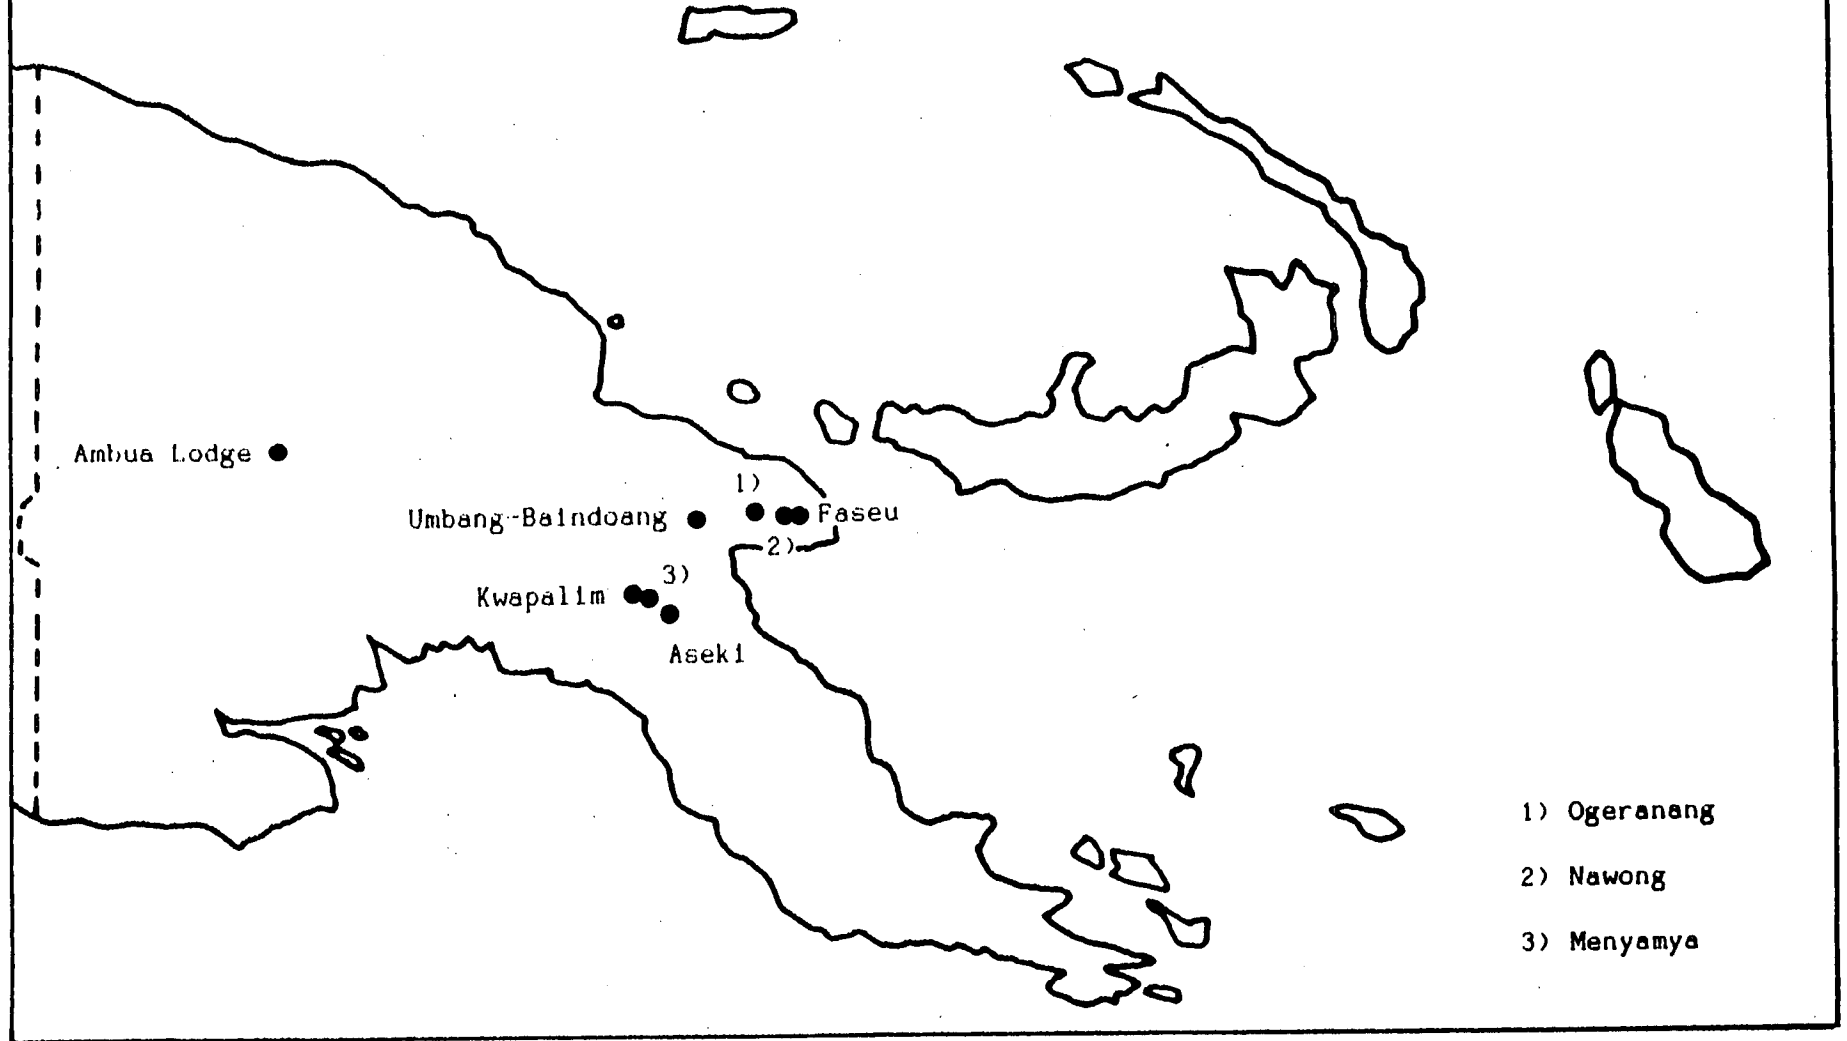 Ambua Lodge
1)
Umbang-Baindoang
Faseu
2)
3)
Kwapalim
Aseki
1) Ogeranang
2) Nawong
3) Menyamya